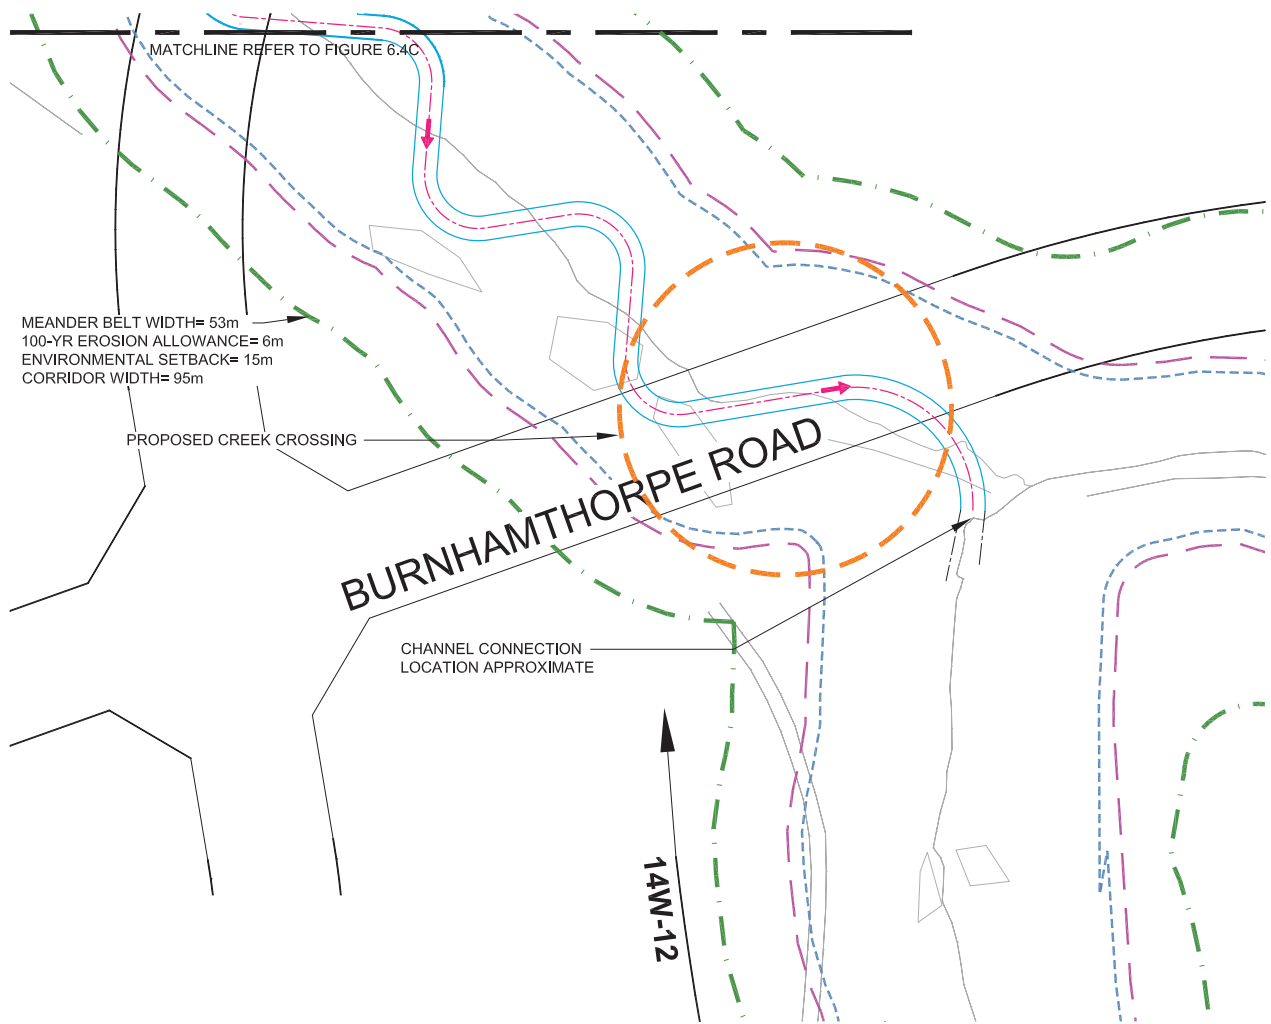 MATCHLINE REFER TO FIGURE 6.4C
MEANDER BELT WIDTH= 53m
100-YR EROSION ALLOWANCE= 6m
ENVIRONMENTAL SETBACK= 15m
CORRIDOR WIDTH= 95m
PROPOSED CREEK CROSSING
BURNHAMTHORPE ROAD
CHANNEL CONNECTION
LOCATION APPROXIMATE
14W-12